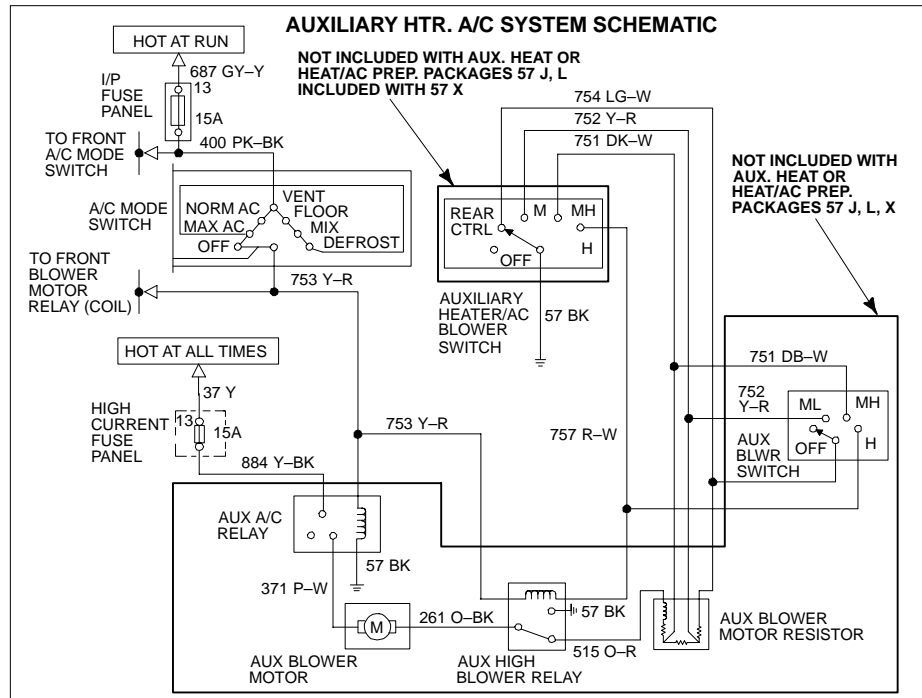 AUXILIARY HTR. A/C SYSTEM SCHEMATIC
HOT AT RUN
687 GY–Y
I/P
FUSE
PANEL
13
15A
TO FRONT
A/C MODE
SWITCH
400 PK–BK
A/C MODE
SWITCH
NORM AC
MAX AC
OFF
VENT
FLOOR
MIX
DEFROST
TO FRONT
BLOWER
MOTOR
RELAY (COIL)
753 Y–R
NOT INCLUDED WITH AUX. HEAT OR
HEAT/AC PREP. PACKAGES 57 J, L
INCLUDED WITH 57 X
754 LG–W
752 Y–R
751 DK–W
REAR
CTRL
M
MH
H
OFF
AUXILIARY
HEATER/AC
BLOWER
SWITCH
57 BK
NOT INCLUDED WITH
AUX. HEAT OR
HEAT/AC PREP.
PACKAGES 57 J, L, X
HOT AT ALL TIMES
37 Y
HIGH
CURRENT
FUSE
PANEL
13
15A
884 Y–BK
753 Y–R
757 R–W
751 DB–W
752
Y–R
ML
MH
H
OFF
AUX
BLWR
SWITCH
AUX A/C
RELAY
57 BK
371 P–W
M
AUX BLOWER
MOTOR
261 O–BK
57 BK
515 O–R
AUX HIGH
BLOWER RELAY
AUX BLOWER
MOTOR RESISTOR